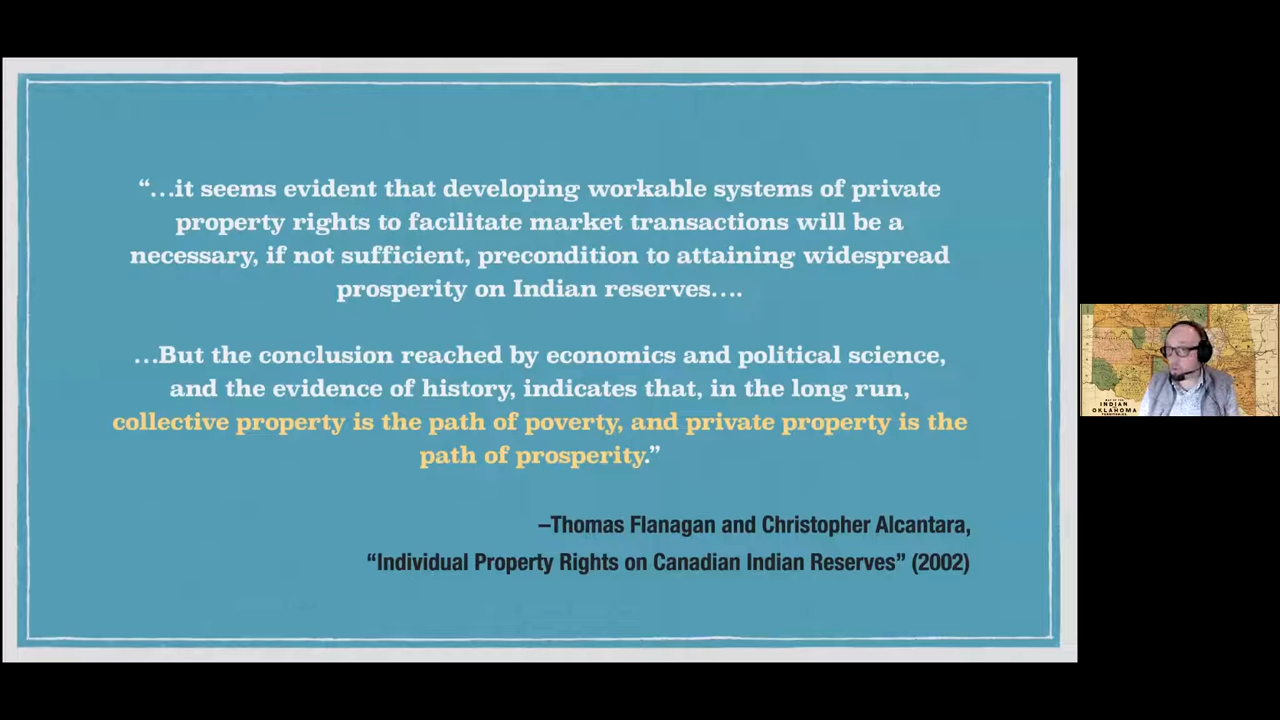 “…it seems evident that developing workable systems of private
property rights to facilitate market transactions will be a
necessary, if not sufficient, precondition to attaining widespread
prosperity on Indian reserves….
…But the conclusion reached by economics and political science,
and the evidence of history, indicates that, in the long run,
collective property is the path of poverty, and private property is the
path of prosperity.”
–Thomas Flanagan and Christopher Alcantara,
“Individual Property Rights on Canadian Indian Reserves” (2002)
INDIAN
OKLAHOMA